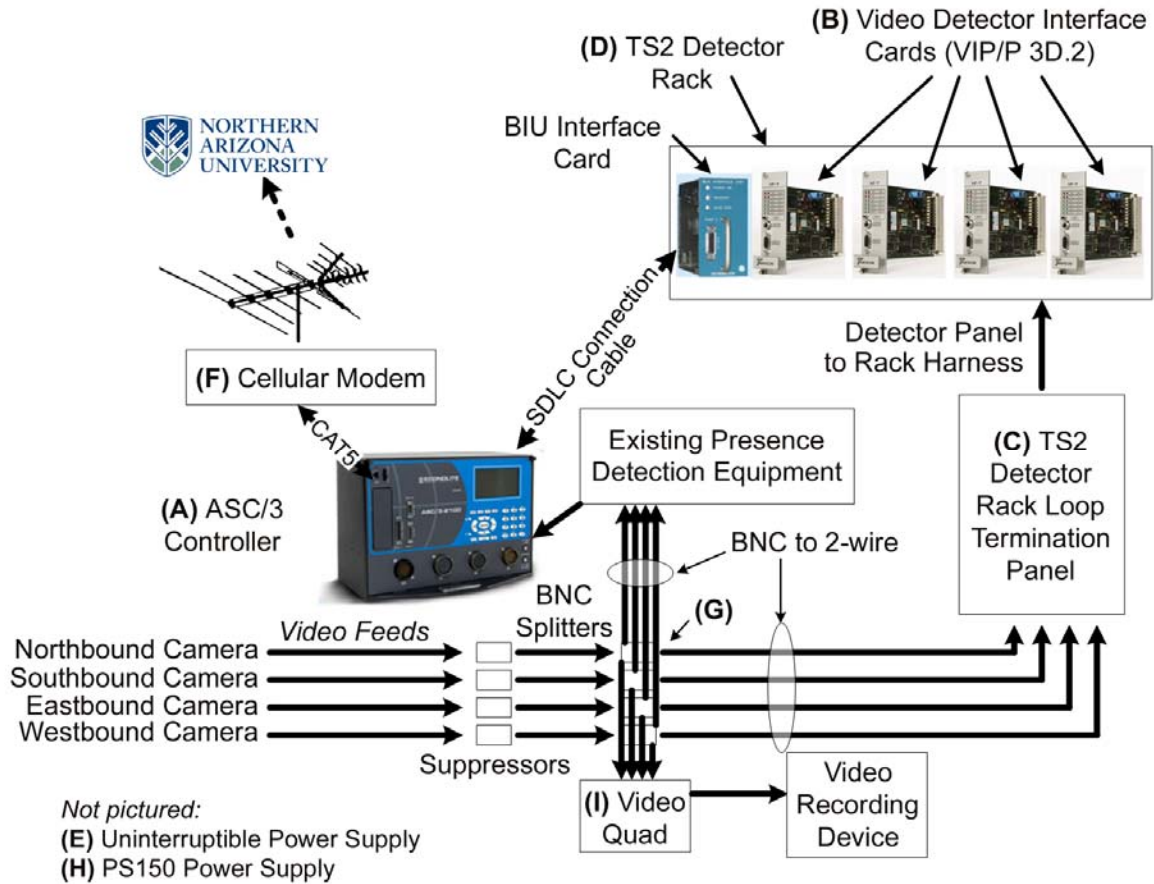 (B) Video Detector Interface
Cards (VIP/P 3D.2)
(D) TS2 Detector
Rack
BIU Interface
Card
NORTHERN
ARIZONA
UNIVERSITY
Detector Panel
to Rack Harness
SDLC Connection
Cable
(F) Cellular Modem
CAT5
Existing Presence
Detection Equipment
(C) TS2
Detector
Rack Loop
Termination
Panel
(A) ASC/3
Controller
BNC to 2-wire
BNC
Splitters
(G)
Video Feeds
Northbound Camera
Southbound Camera
Eastbound Camera
Westbound Camera
Suppressors
(I) Video
Quad
Video
Recording
Device
Not pictured:
(E) Uninterruptible Power Supply
(H) PS150 Power Supply